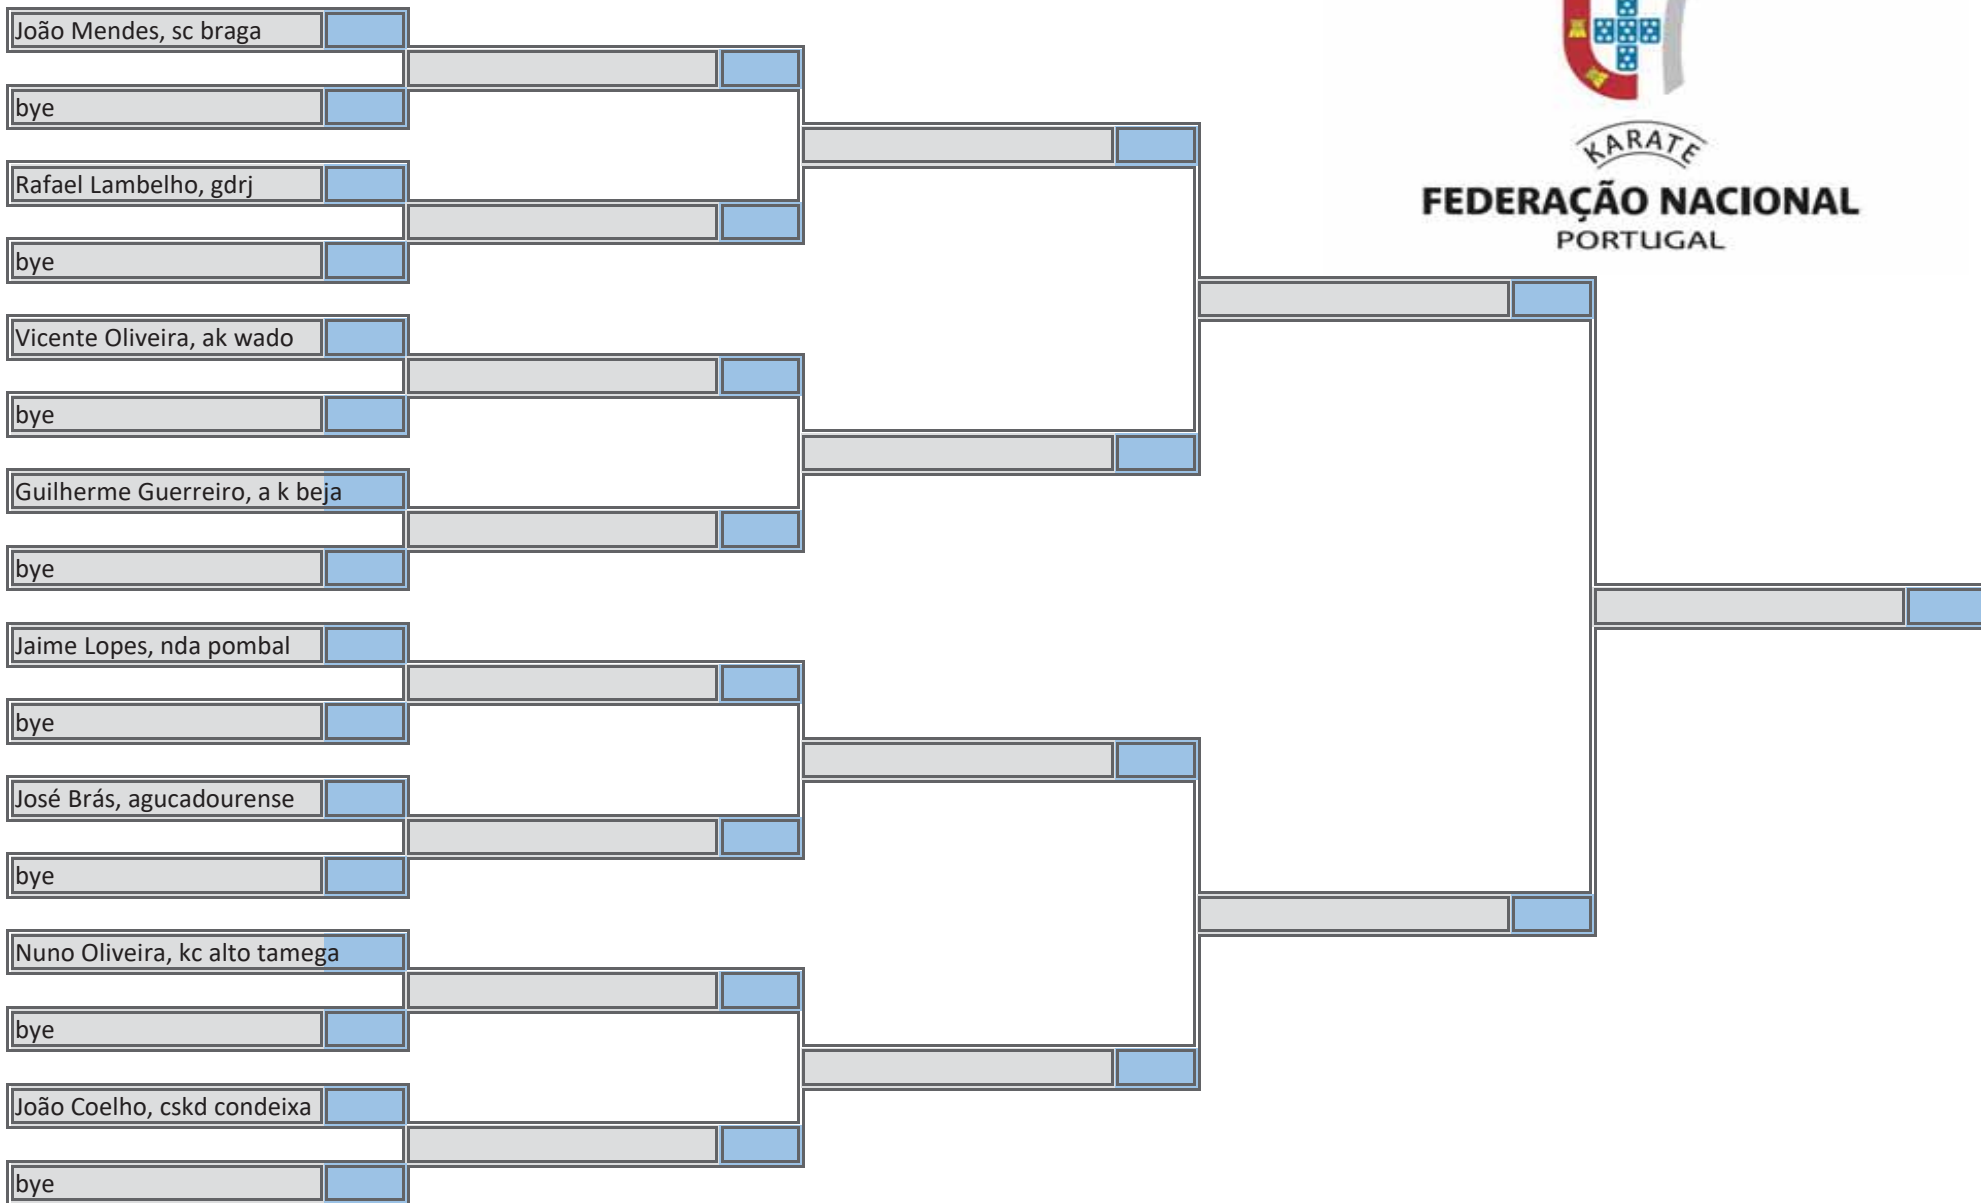 João Mendes, sc braga
bye
Rafael Lambelho, gdrj
bye
Vicente Oliveira, ak wado
bye
Guilherme Guerreiro, a k beja
bye
Jaime Lopes, nda pombal
bye
José Brás, agucadourense
bye
Nuno Oliveira, kc alto tamega
bye
João Coelho, cskd condeixa
bye
KARATE
FEDERAÇÃO NACIONAL
PORTUGAL